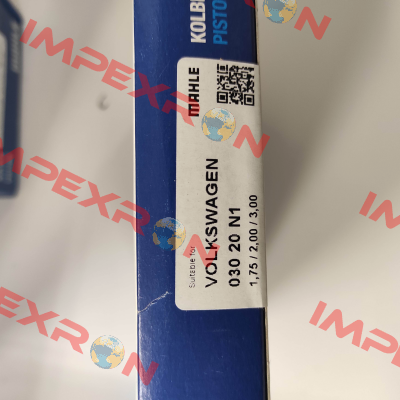 KOLBE
PISTO
MAHLE
Suitable for
VOLKSWAGEN
030 20 N1
1,75 / 2,00 / 3,00
IMPEXRON
IMPEXRON
IMPEXRON
IMPEXRON
IMPEXRON